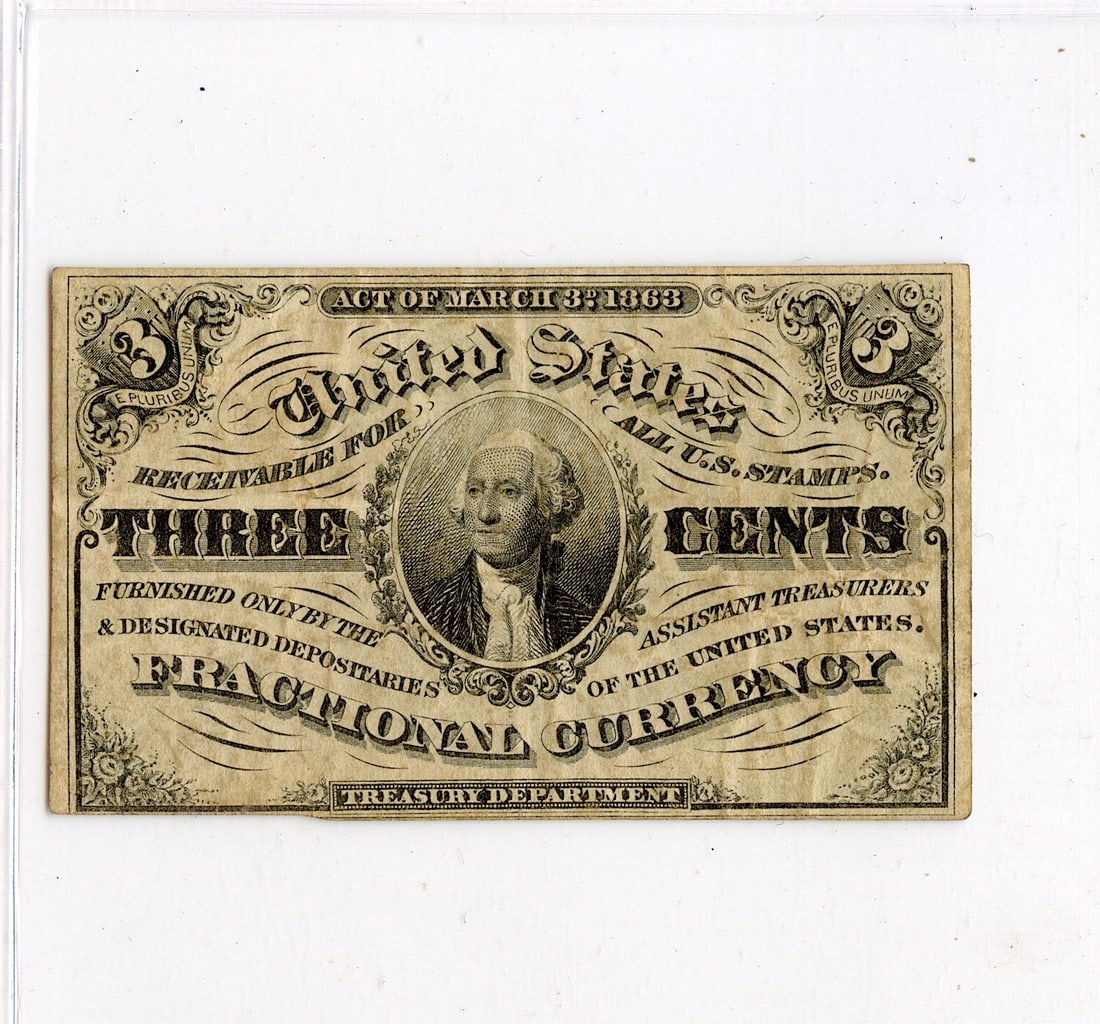 ACT OF MARCH 3D 1863
3
E PLURIBUS UNUM
3
E PLURIBUS UNUM
United States
RECEIVABLE FOR ALL U.S. STAMPS.
THREE CENTS
FURNISHED ONLY BY THE ASSISTANT TREASURERS
& DESIGNATED DEPOSITARIES OF THE UNITED STATES.
FRACTIONAL CURRENCY
TREASURY DEPARTMENT